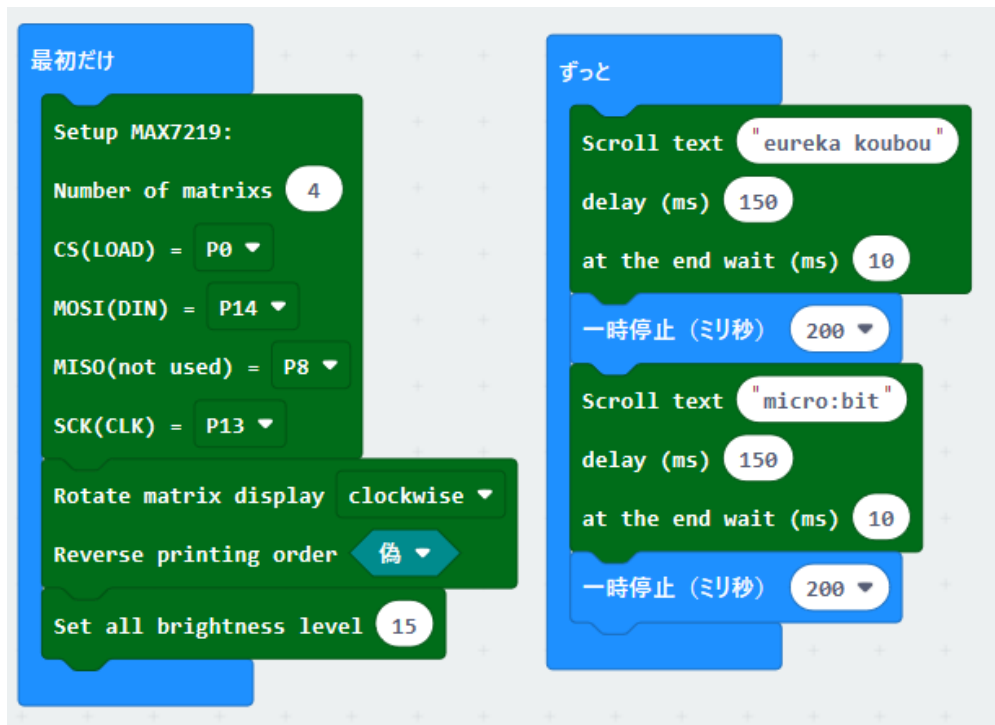 最初だけ
Setup MAX7219:
Number of matrixs 4
CS(LOAD) = P0
MOSI(DIN) = P14
MISO(not used) = P8
SCK(CLK) = P13
Rotate matrix display clockwise
Reverse printing order 偽
Set all brightness level 15
ずっと
Scroll text "eureka koubou"
delay (ms) 150
at the end wait (ms) 10
一時停止（ミリ秒） 200
Scroll text "micro:bit"
delay (ms) 150
at the end wait (ms) 10
一時停止（ミリ秒） 200